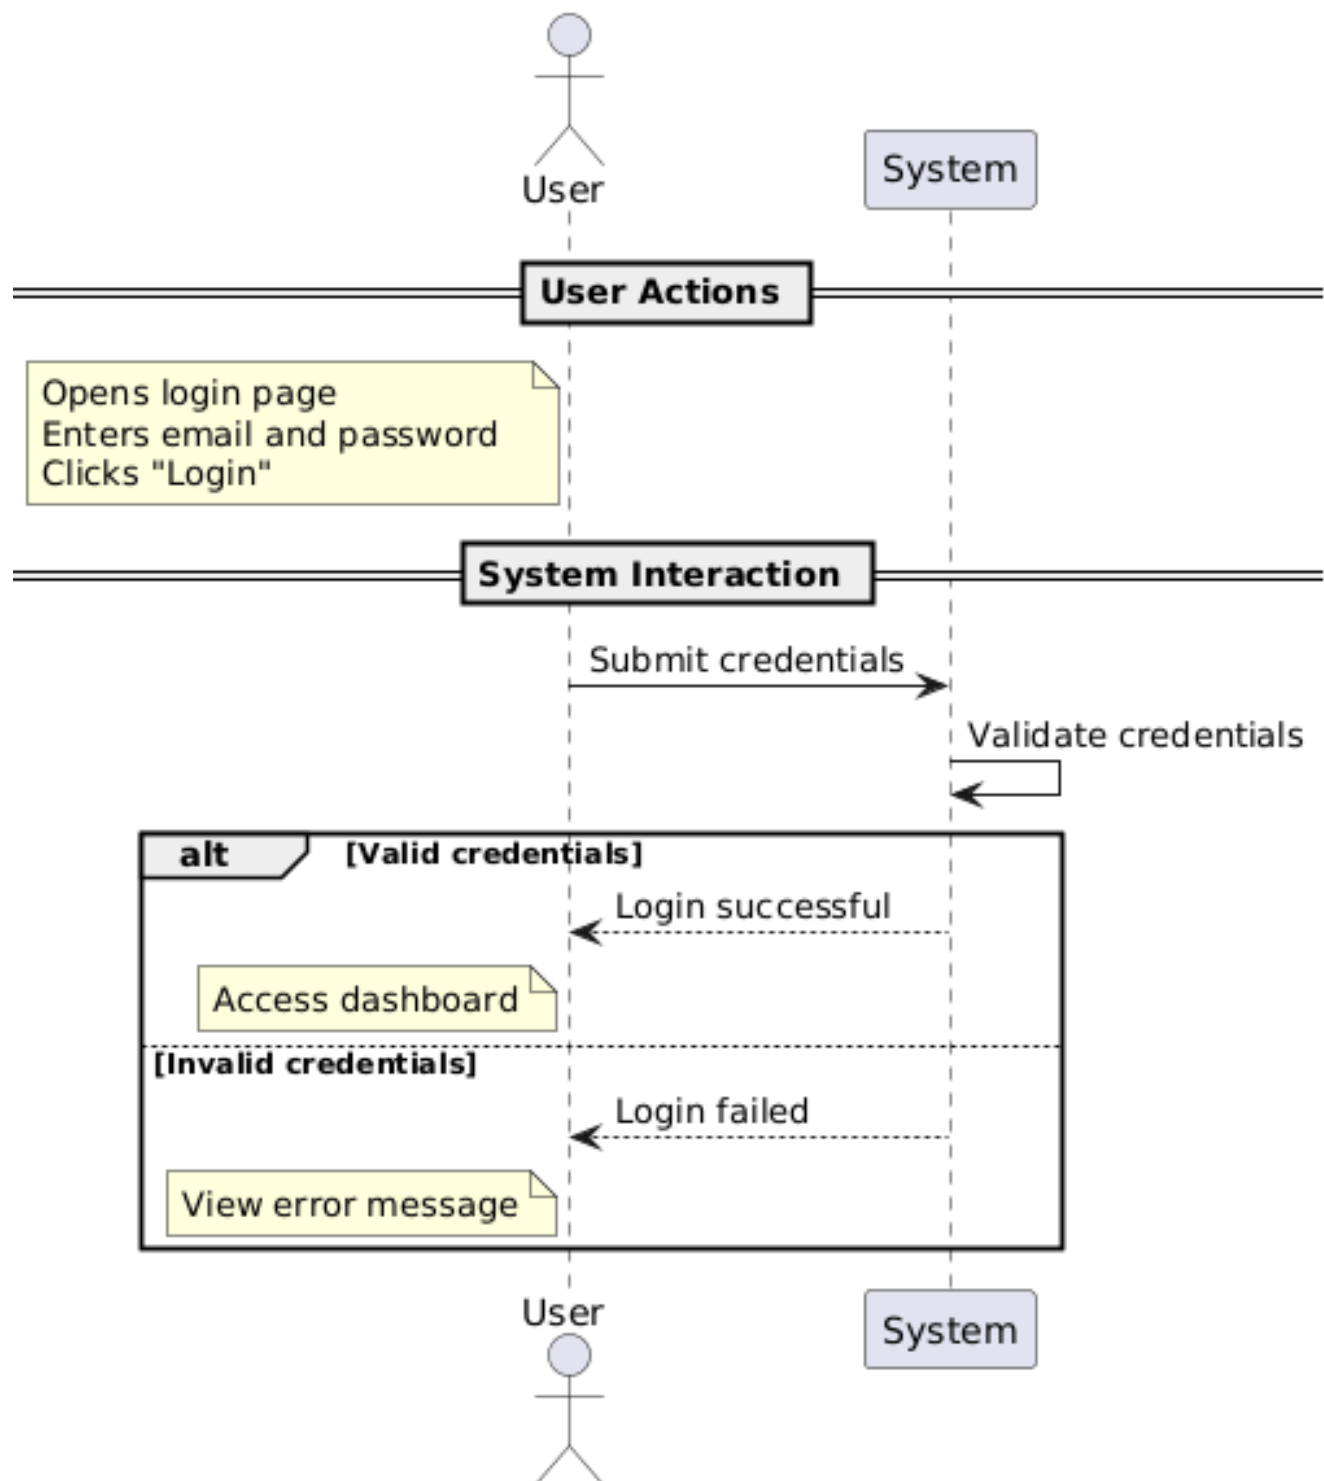 User
System
User Actions
Opens login page
Enters email and password
Clicks "Login"
System Interaction
Submit credentials
Validate credentials
alt [Valid credentials]
Login successful
Access dashboard
[Invalid credentials]
Login failed
View error message
User
System